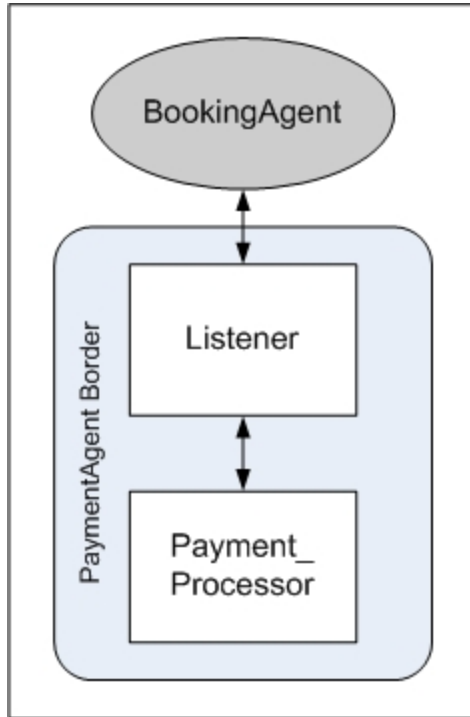 BookingAgent
PaymentAgent Border
Listener
Payment_
Processor